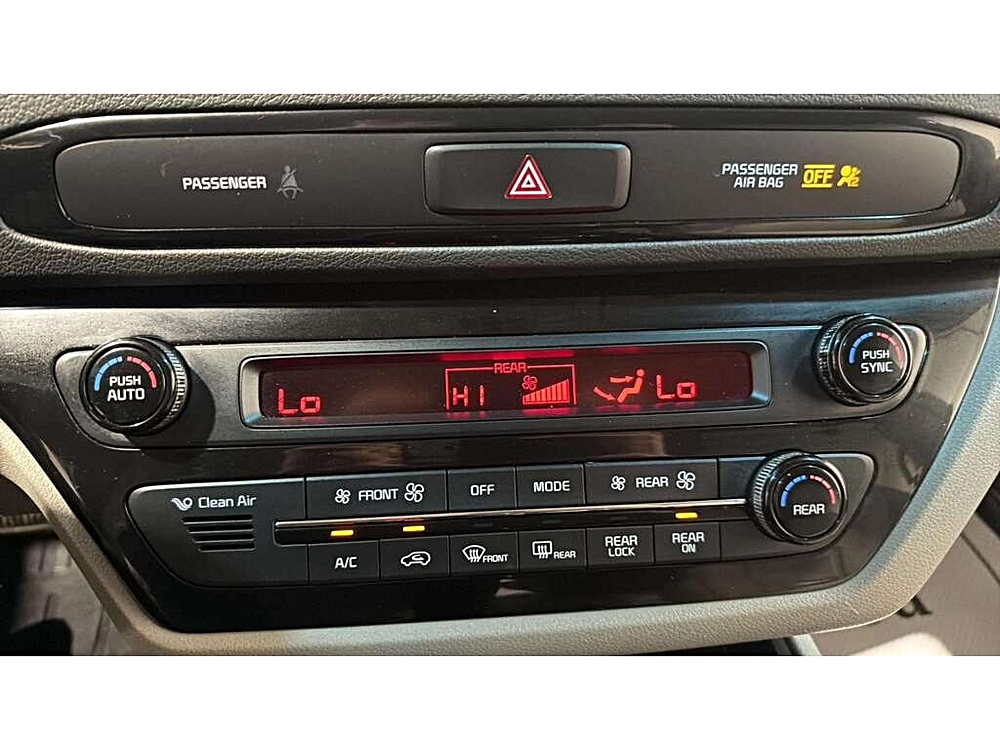 PASSENGER
PASSENGER
AIR BAG
OFF
2
PUSH
AUTO
Lo
REAR
HI
Lo
PUSH
SYNC
Clean Air
FRONT
OFF
MODE
REAR
REAR
A/C
FRONT
REAR
REAR
LOCK
REAR
ON